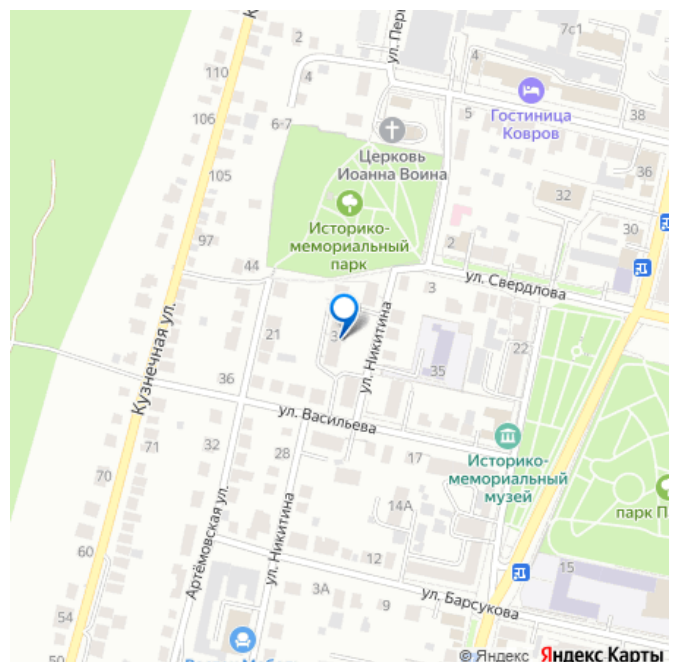 2
ул. Пер
7с1
4
110
4
Гостиница
Ковров
5
38
106
6-7
Церковь
Иоанна Воина
36
105
32
Историко-
мемориальный
парк
30
97
2
44
ул. Свердлова
3
Кузнечная ул.
21
3
ул. Никитина
22
35
36
ул. Васильева
71
32
28
17
Историко-
мемориальный
музей
70
14А
парк П
Артёмовская ул.
ул. Никитина
60
12
15
3А
ул. Барсукова
54
9
50
© Яндекс Яндекс Карты